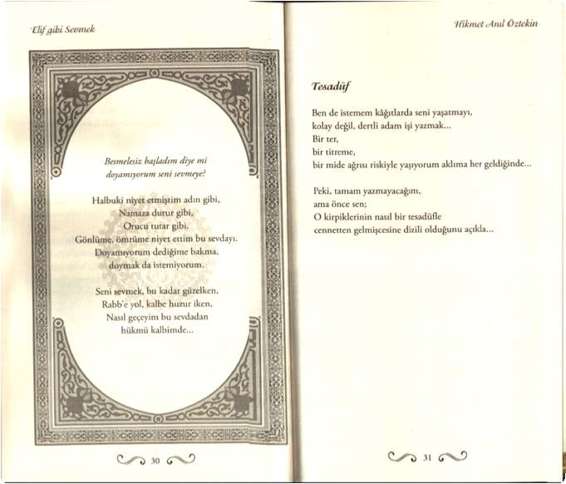 Elif gibi Sevmek
Besmelesiz başladım diye mi
doyamıyorum seni sevmeye?
Halbuki niyet etmiştim adın gibi,
Namaza durur gibi,
Orucu tutar gibi.
Gönlüme, ömrüme niyet ettim bu sevdayı.
Doyamıyorum dediğime bakma,
doymak da istemiyorum.
Seni sevmek, bu kadar güzelken,
Rabb'e yol, kalbe huzur iken,
Nasıl geçeyim bu sevdadan
hükmü kalbimde...
30
Hikmet Anıl Öztekin
Tesadüf
Ben de istemem kâğıtlarda seni yaşatmayı,
kolay değil, dertli adam işi yazmak...
Bir ter,
bir titreme,
bir mide ağrısı riskiyle yaşıyorum aklıma her geldiğinde...
Peki, tamam yazmayacağım,
ama önce sen;
O kirpiklerinin nasıl bir tesadüfle
cennetten gelmişcesine dizili olduğunu açıkla...
31